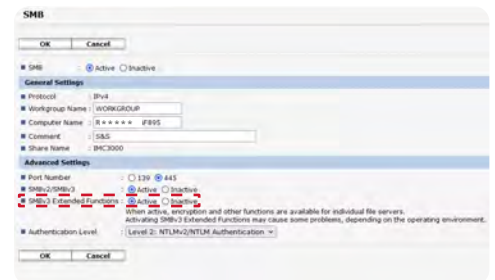 SMB
OK Cancel
SMB : Active Inactive
General Settings
Protocol : IPv4
Workgroup Name : WORKGROUP
Computer Name : R***** IF895
Comment : S&S
Share Name : IMC3000
Advanced Settings
Port Number : 139 445
SMBv2/SMBv3 : Active Inactive
SMBv3 Extended Functions : Active Inactive
When active, encryption and other functions are available for individual file servers.
Activating SMBv3 Extended Functions may cause some problems, depending on the operating environment.
Authentication Level : Level 2: NTLMv2/NTLM Authentication
OK Cancel